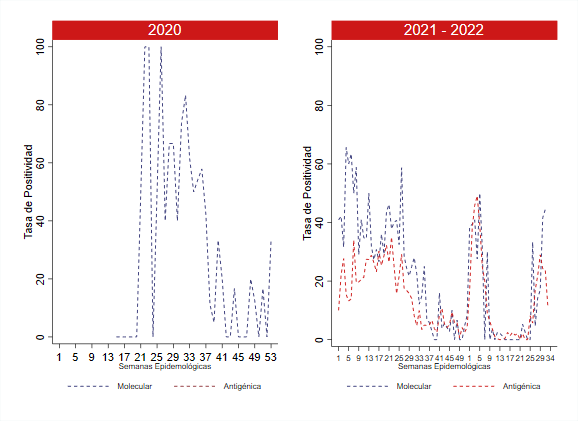 2020
2021 - 2022
Tasa de Positividad
100
80
60
40
20
0
1 5 9 13 17 21 25 29 33 37 41 45 49 53
Semanas Epidemológicas
Molecular Antigénica
Tasa de Positividad
100
80
60
40
20
0
1 5 9 13 17 21 25 29 33 37 41 45 49 1 5 9 13 17 21 25 29 34
Semanas Epidemológicas
Molecular Antigénica